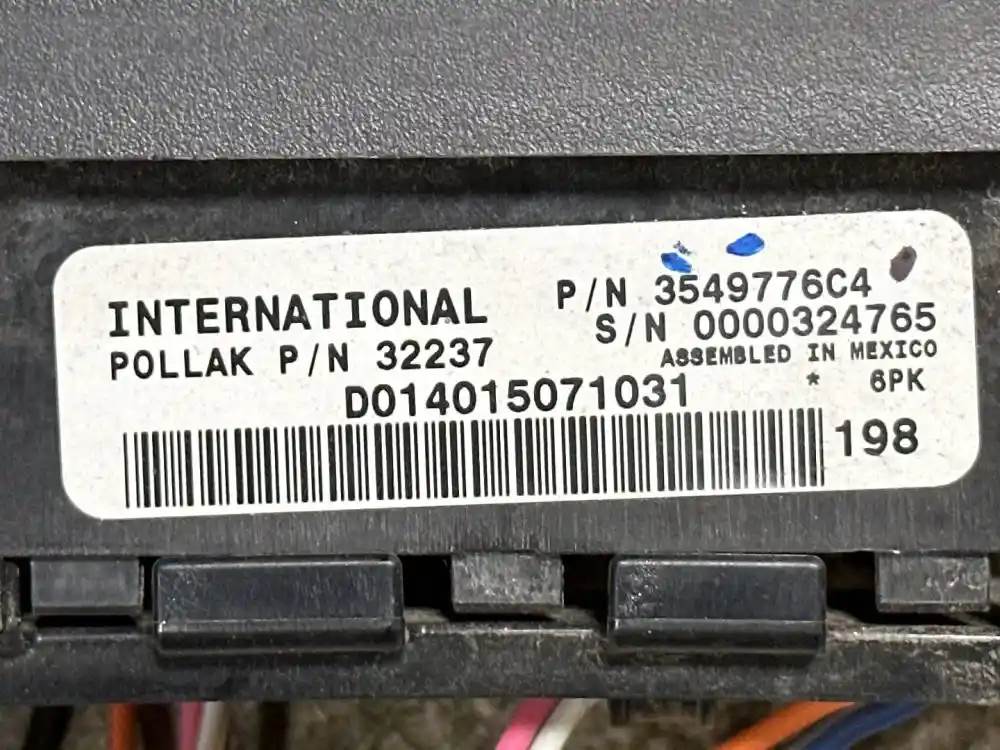 INTERNATIONAL P/N 3549776C4
S/N 0000324765
POLLAK P/N 32237 ASSEMBLED IN MEXICO
D014015071031 * 6PK
198